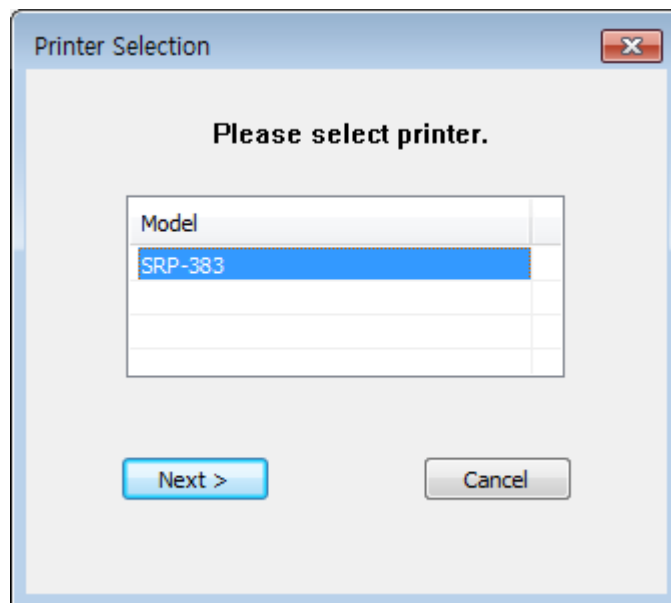 Printer Selection
Please select printer.
Model
SRP-383
Next >
Cancel